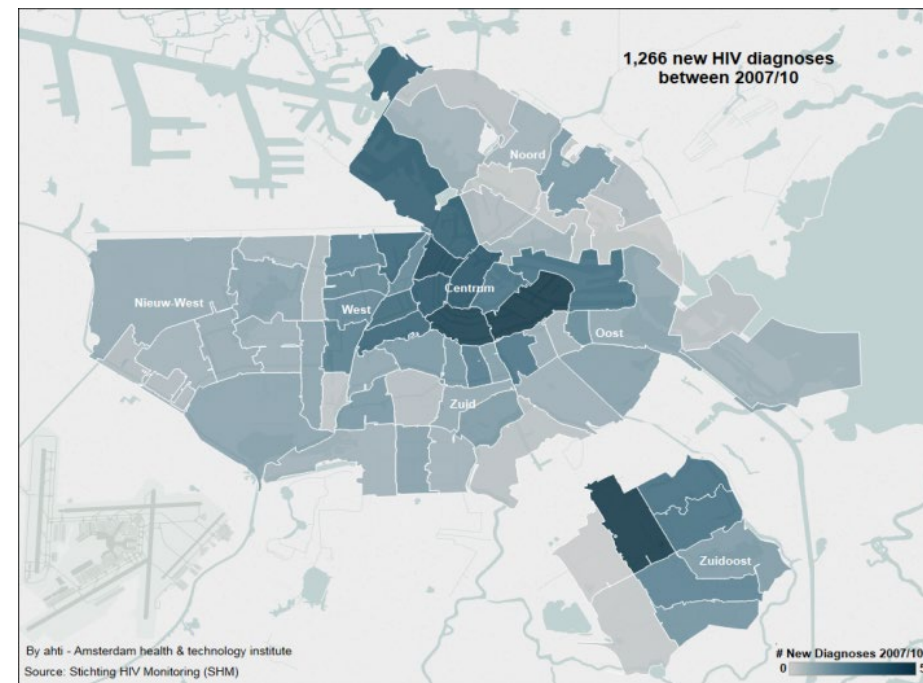 1,266 new HIV diagnoses
between 2007/10
Noord
Centrum
Nieuw-West
West
Oost
Zuid
Zuidoost
By ahti - Amsterdam health & technology institute
Source: Stichting HIV Monitoring (SHM)
# New Diagnoses 2007/10
0